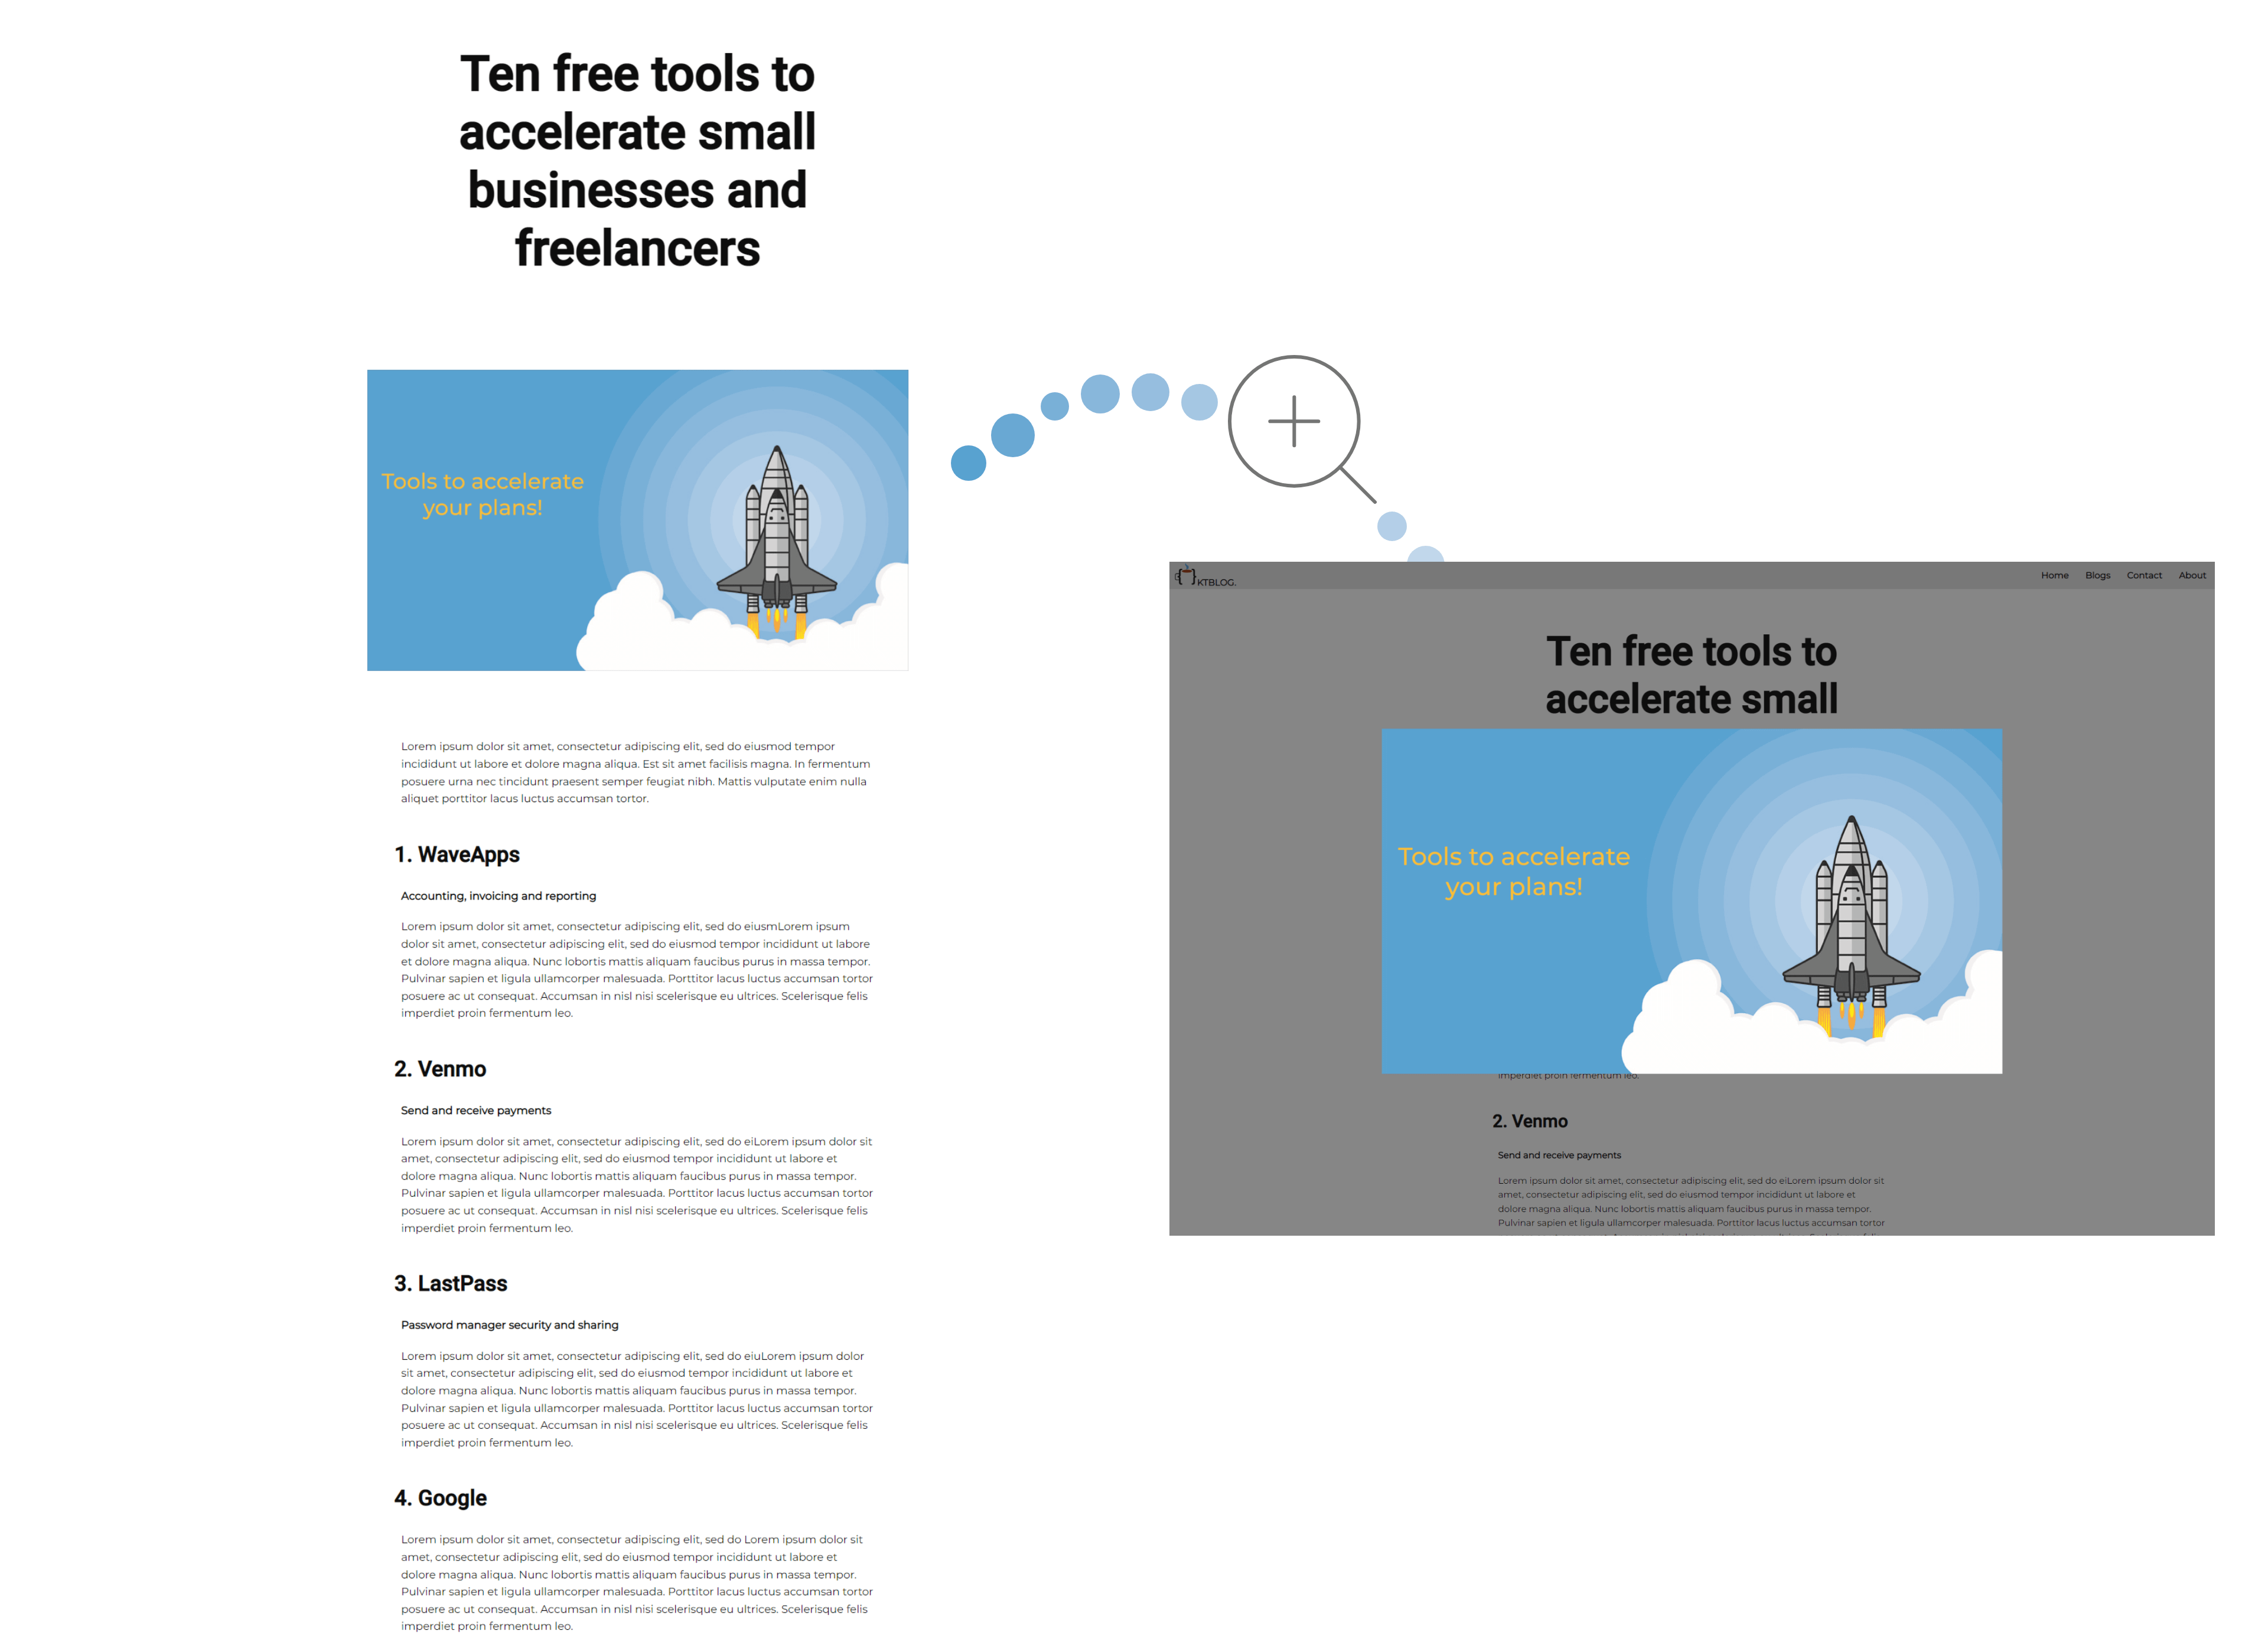 Ten free tools to
accelerate small
businesses and
freelancers
Tools to accelerate
your plans!
Lorem ipsum dolor sit amet, consectetur adipiscing elit, sed do eiusmod tempor
incididunt ut labore et dolore magna aliqua. Est sit amet facilisis magna. In fermentum
posuere urna nec tincidunt praesent semper feugiat nibh. Mattis vulputate enim nulla
aliquet porttitor lacus luctus accumsan tortor.
1. WaveApps
Accounting, invoicing and reporting
Lorem ipsum dolor sit amet, consectetur adipiscing elit, sed do eiusmLorem ipsum
dolor sit amet, consectetur adipiscing elit, sed do eiusmod tempor incididunt ut labore
et dolore magna aliqua. Nunc lobortis mattis aliquam faucibus purus in massa tempor.
Pulvinar sapien et ligula ullamcorper malesuada. Porttitor lacus luctus accumsan tortor
posuere ac ut consequat. Accumsan in nisl nisi scelerisque eu ultrices. Scelerisque felis
imperdiet proin fermentum leo.
2. Venmo
Send and receive payments
Lorem ipsum dolor sit amet, consectetur adipiscing elit, sed do eiLorem ipsum dolor sit
amet, consectetur adipiscing elit, sed do eiusmod tempor incididunt ut labore et
dolore magna aliqua. Nunc lobortis mattis aliquam faucibus purus in massa tempor.
Pulvinar sapien et ligula ullamcorper malesuada. Porttitor lacus luctus accumsan tortor
posuere ac ut consequat. Accumsan in nisl nisi scelerisque eu ultrices. Scelerisque felis
imperdiet proin fermentum leo.
3. LastPass
Password manager security and sharing
Lorem ipsum dolor sit amet, consectetur adipiscing elit, sed do eiuLorem ipsum dolor
sit amet, consectetur adipiscing elit, sed do eiusmod tempor incididunt ut labore et
dolore magna aliqua. Nunc lobortis mattis aliquam faucibus purus in massa tempor.
Pulvinar sapien et ligula ullamcorper malesuada. Porttitor lacus luctus accumsan tortor
posuere ac ut consequat. Accumsan in nisl nisi scelerisque eu ultrices. Scelerisque felis
imperdiet proin fermentum leo.
4. Google
Lorem ipsum dolor sit amet, consectetur adipiscing elit, sed do Lorem ipsum dolor sit
amet, consectetur adipiscing elit, sed do eiusmod tempor incididunt ut labore et
dolore magna aliqua. Nunc lobortis mattis aliquam faucibus purus in massa tempor.
Pulvinar sapien et ligula ullamcorper malesuada. Porttitor lacus luctus accumsan tortor
posuere ac ut consequat. Accumsan in nisl nisi scelerisque eu ultrices. Scelerisque felis
imperdiet proin fermentum leo.
KTBLOG.
Home Blogs Contact About
Ten free tools to
accelerate small
Tools to accelerate
your plans!
imperdiet proin fermentum leo.
2. Venmo
Send and receive payments
Lorem ipsum dolor sit amet, consectetur adipiscing elit, sed do eiLorem ipsum dolor sit
amet, consectetur adipiscing elit, sed do eiusmod tempor incididunt ut labore et
dolore magna aliqua. Nunc lobortis mattis aliquam faucibus purus in massa tempor.
Pulvinar sapien et ligula ullamcorper malesuada. Porttitor lacus luctus accumsan tortor